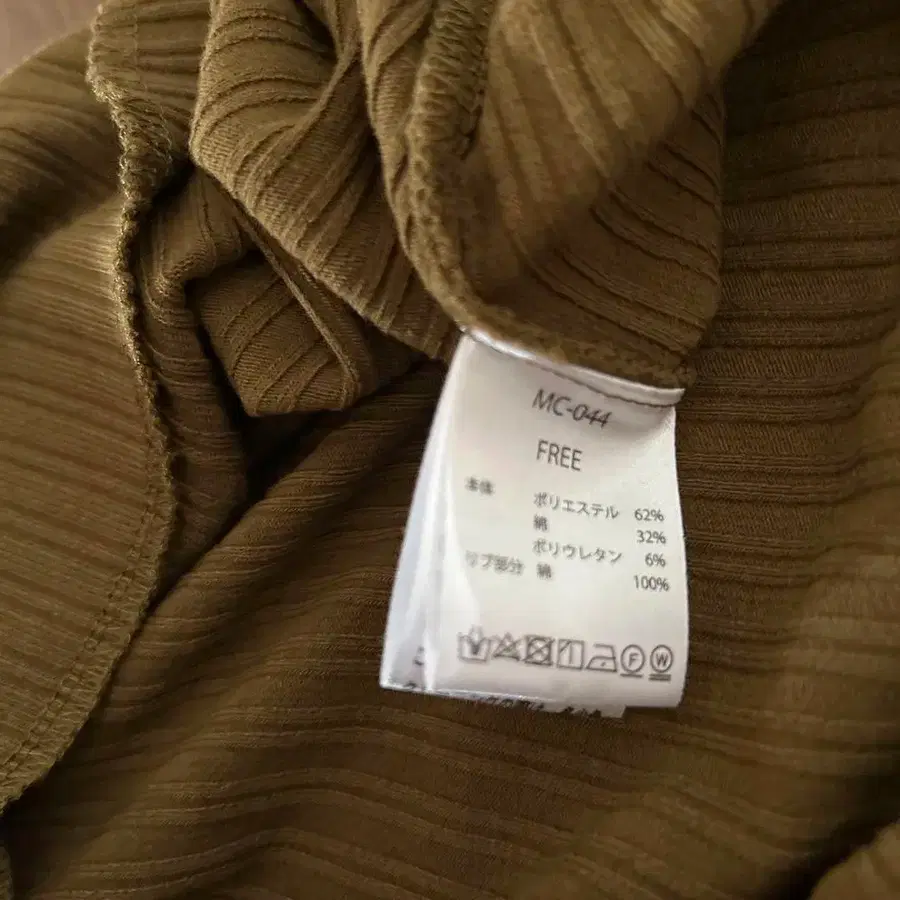 MC-044
FREE
本体 ポリエステル 62%
綿 32%
ポリウレタン 6%
リブ部分 綿 100%
F W